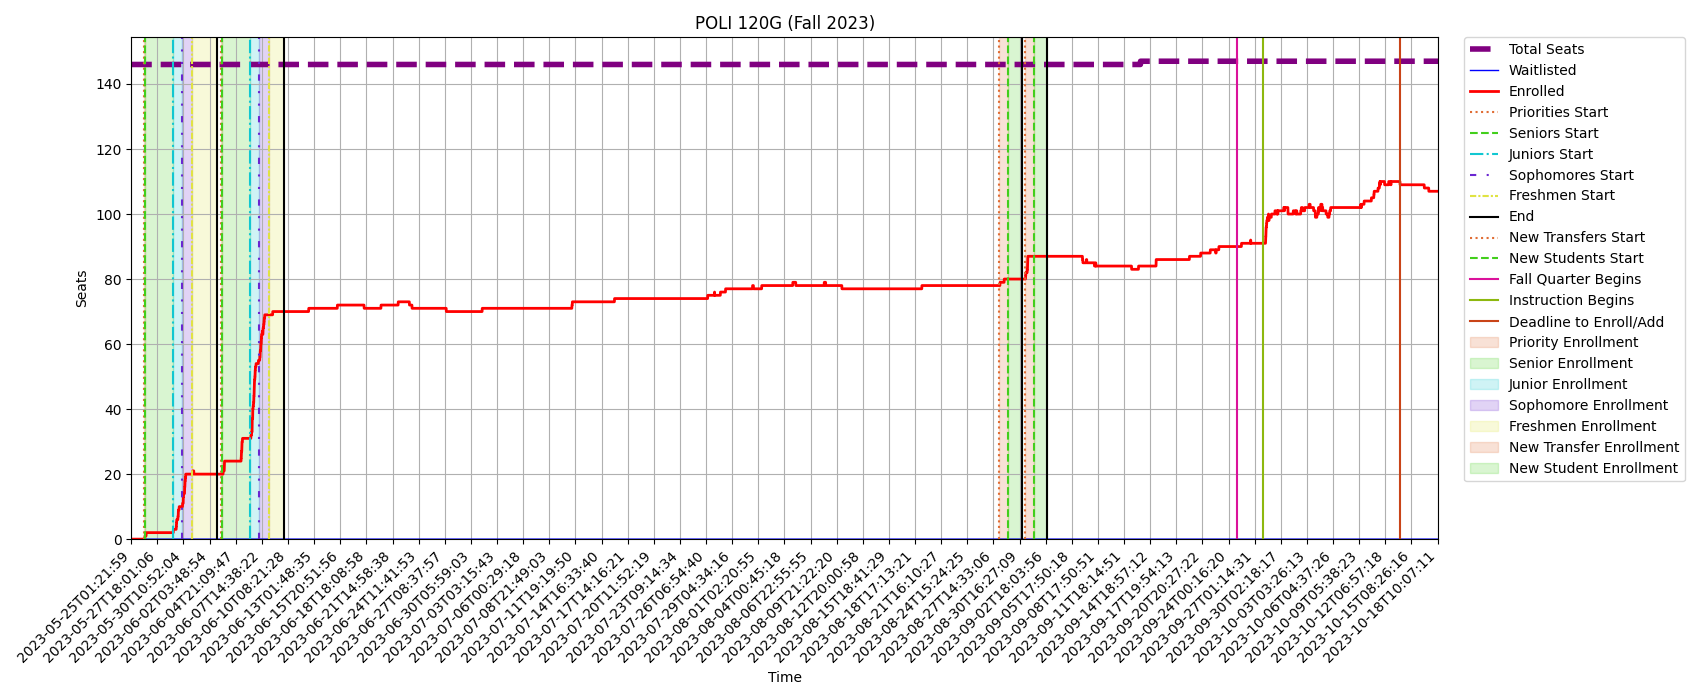 POLI 120G (Fall 2023)
Seats
140
120
100
80
60
40
20
0
2023-05-25T01:21:59
2023-05-27T18:01:06
2023-05-30T10:52:04
2023-06-02T03:48:54
2023-06-04T21:09:47
2023-06-07T14:38:22
2023-06-10T08:21:28
2023-06-13T01:48:35
2023-06-15T20:51:56
2023-06-18T18:08:58
2023-06-21T14:58:38
2023-06-24T11:41:53
2023-06-27T08:37:57
2023-06-30T05:59:03
2023-07-03T03:15:43
2023-07-06T00:29:18
2023-07-08T21:49:03
2023-07-11T19:19:50
2023-07-14T16:33:40
2023-07-17T14:16:21
2023-07-20T11:52:19
2023-07-23T09:14:34
2023-07-26T06:54:40
2023-07-29T04:34:16
2023-08-01T02:20:55
2023-08-04T00:45:18
2023-08-06T22:55:55
2023-08-09T21:22:20
2023-08-12T20:00:58
2023-08-15T18:41:29
2023-08-18T17:13:21
2023-08-21T16:10:27
2023-08-24T15:24:25
2023-08-27T14:33:06
2023-08-30T16:27:09
2023-09-02T18:03:56
2023-09-05T17:50:18
2023-09-08T17:50:51
2023-09-11T18:14:51
2023-09-14T18:57:12
2023-09-17T19:54:13
2023-09-20T20:27:22
2023-09-24T00:16:20
2023-09-27T01:14:31
2023-09-30T02:18:17
2023-10-03T03:26:13
2023-10-06T04:37:26
2023-10-09T05:38:23
2023-10-12T06:57:18
2023-10-15T08:26:16
2023-10-18T10:07:11
Time
Total Seats
Waitlisted
Enrolled
Priorities Start
Seniors Start
Juniors Start
Sophomores Start
Freshmen Start
End
New Transfers Start
New Students Start
Fall Quarter Begins
Instruction Begins
Deadline to Enroll/Add
Priority Enrollment
Senior Enrollment
Junior Enrollment
Sophomore Enrollment
Freshmen Enrollment
New Transfer Enrollment
New Student Enrollment